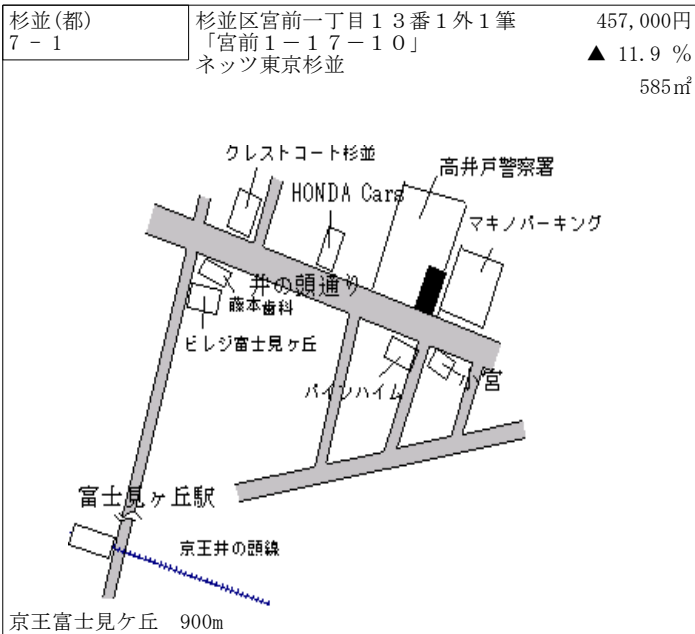 杉並(都)
7 - 1
杉並区宮前一丁目１３番１外１筆
「宮前１－１７－１０」
ネッツ東京杉並
457,000円
▲ 11.9 %
585㎡
クレストコート杉並
高井戸警察署
HONDA Cars
マキノパーキング
井の頭通り
藤本歯科
ビレジ富士見ヶ丘
パインハイム
小宮
富士見ヶ丘駅
京王井の頭線
京王富士見ケ丘　900m